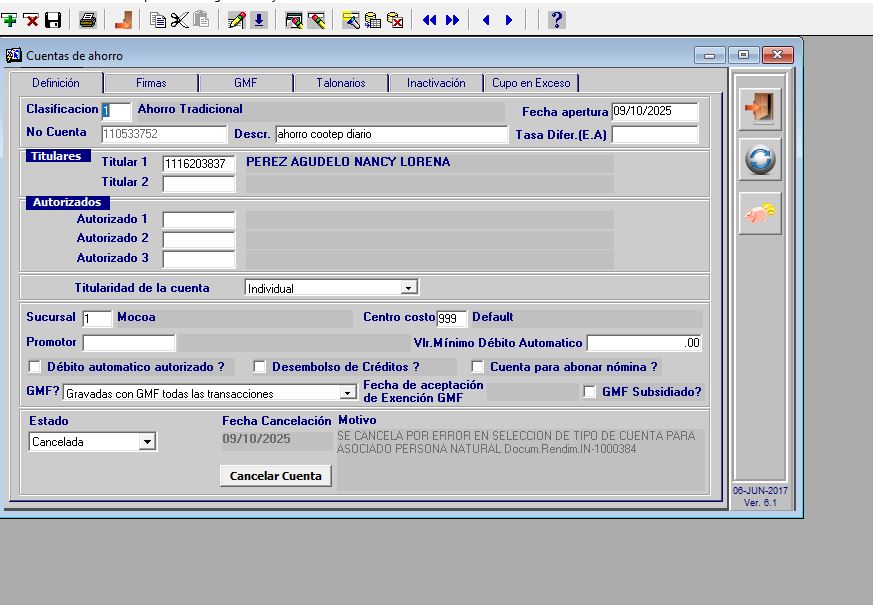 Cuentas de ahorro
Definición Firmas GMF Talonarios Inactivación Cupo en Exceso
Clasificacion 1 Ahorro Tradicional Fecha apertura 09/10/2025
No Cuenta 110533752 Descr. ahorro cootep diario Tasa Difer.(E.A)
Titulares
Titular 1 1116203837 PEREZ AGUDELO NANCY LORENA
Titular 2
Autorizados
Autorizado 1
Autorizado 2
Autorizado 3
Titularidad de la cuenta Individual
Sucursal 1 Mocoa Centro costo 999 Default
Promotor Vlr.Mínimo Débito Automatico .00
Débito automatico autorizado ? Desembolso de Créditos ? Cuenta para abonar nómina ?
GMF? Gravadas con GMF todas las transacciones Fecha de aceptación de Exención GMF GMF Subsidiado?
Estado Fecha Cancelación Motivo
Cancelada 09/10/2025 SE CANCELA POR ERROR EN SELECCION DE TIPO DE CUENTA PARA
ASOCIADO PERSONA NATURAL Docum.Rendim.IN-1000384
Cancelar Cuenta
06-JUN-2017
Ver. 6.1